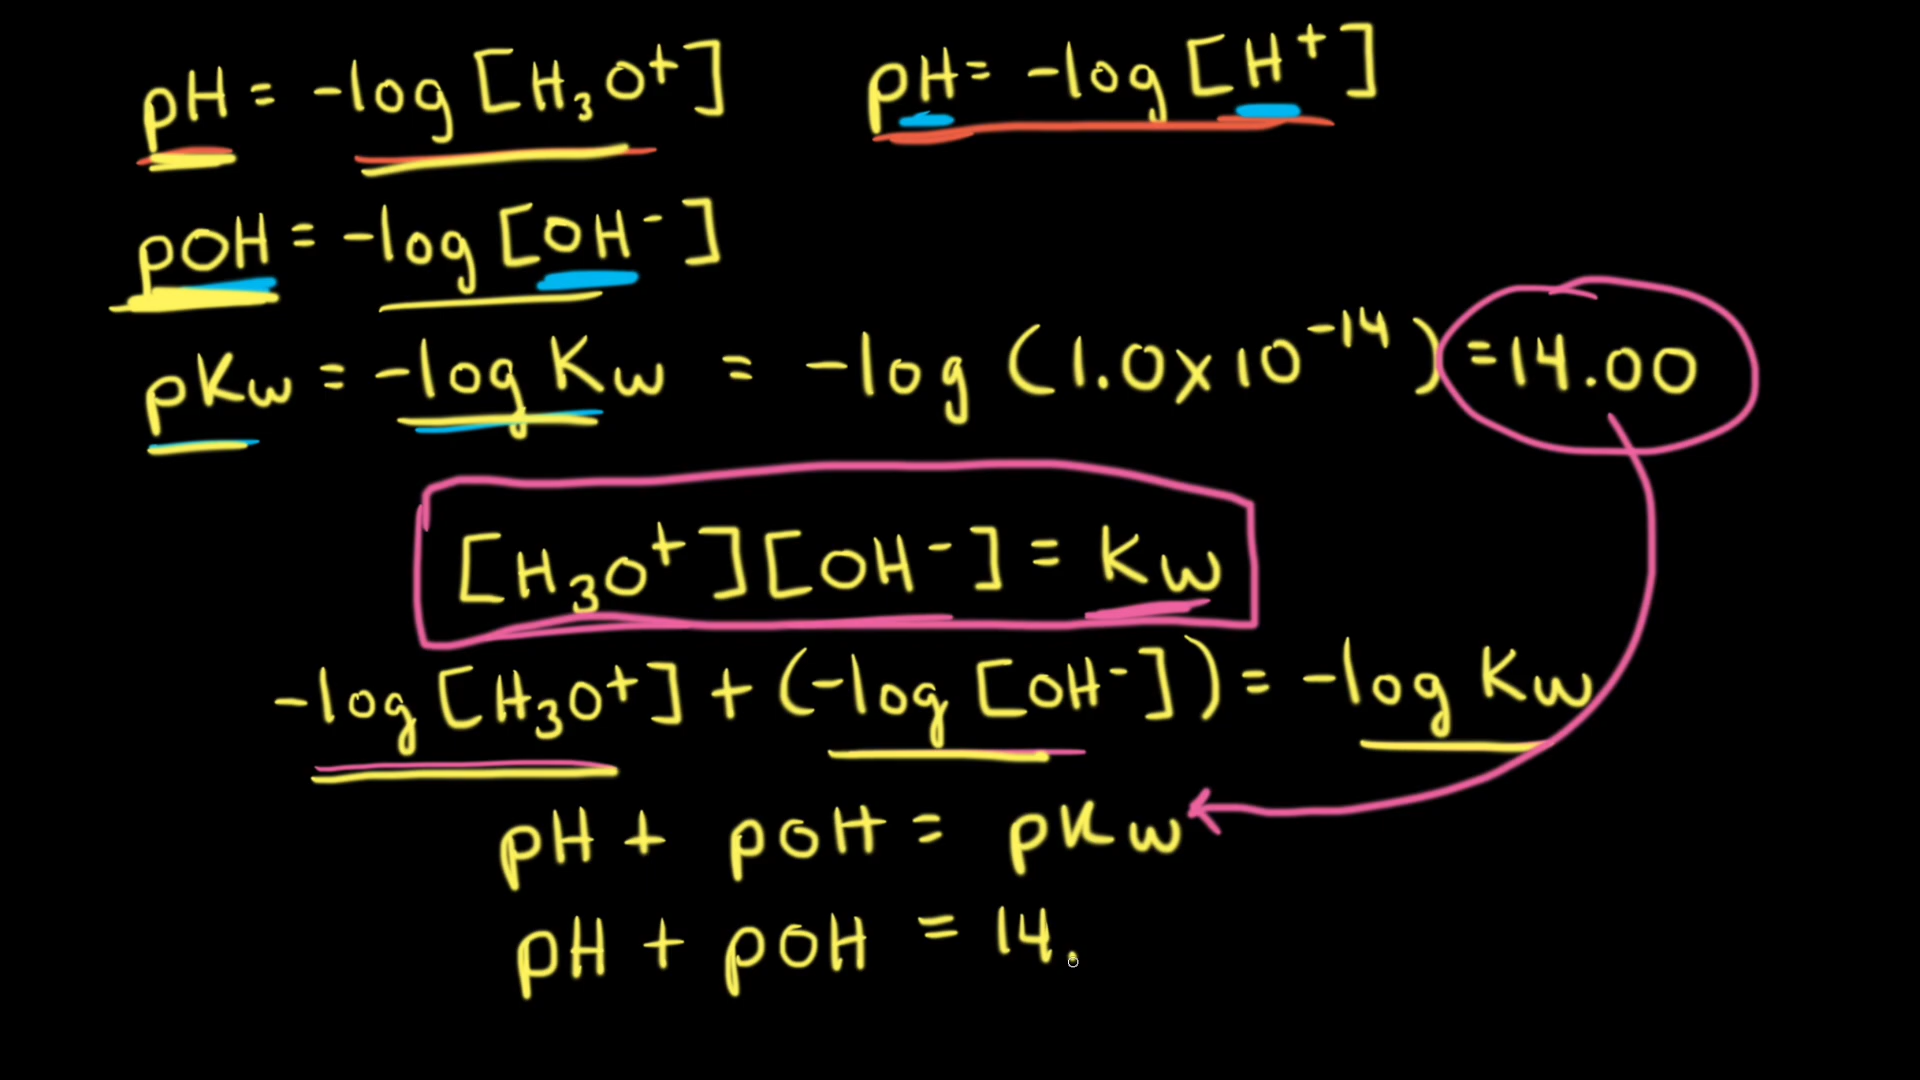 pH = -log [H₃O⁺] pH = -log [H⁺]
pOH = -log [OH⁻]
pKw = -log Kw = -log (1.0x10⁻¹⁴) = 14.00
[H₃O⁺][OH⁻] = Kw
-log [H₃O⁺] + (-log [OH⁻]) = -log Kw
pH + pOH = pKw
pH + pOH = 14.